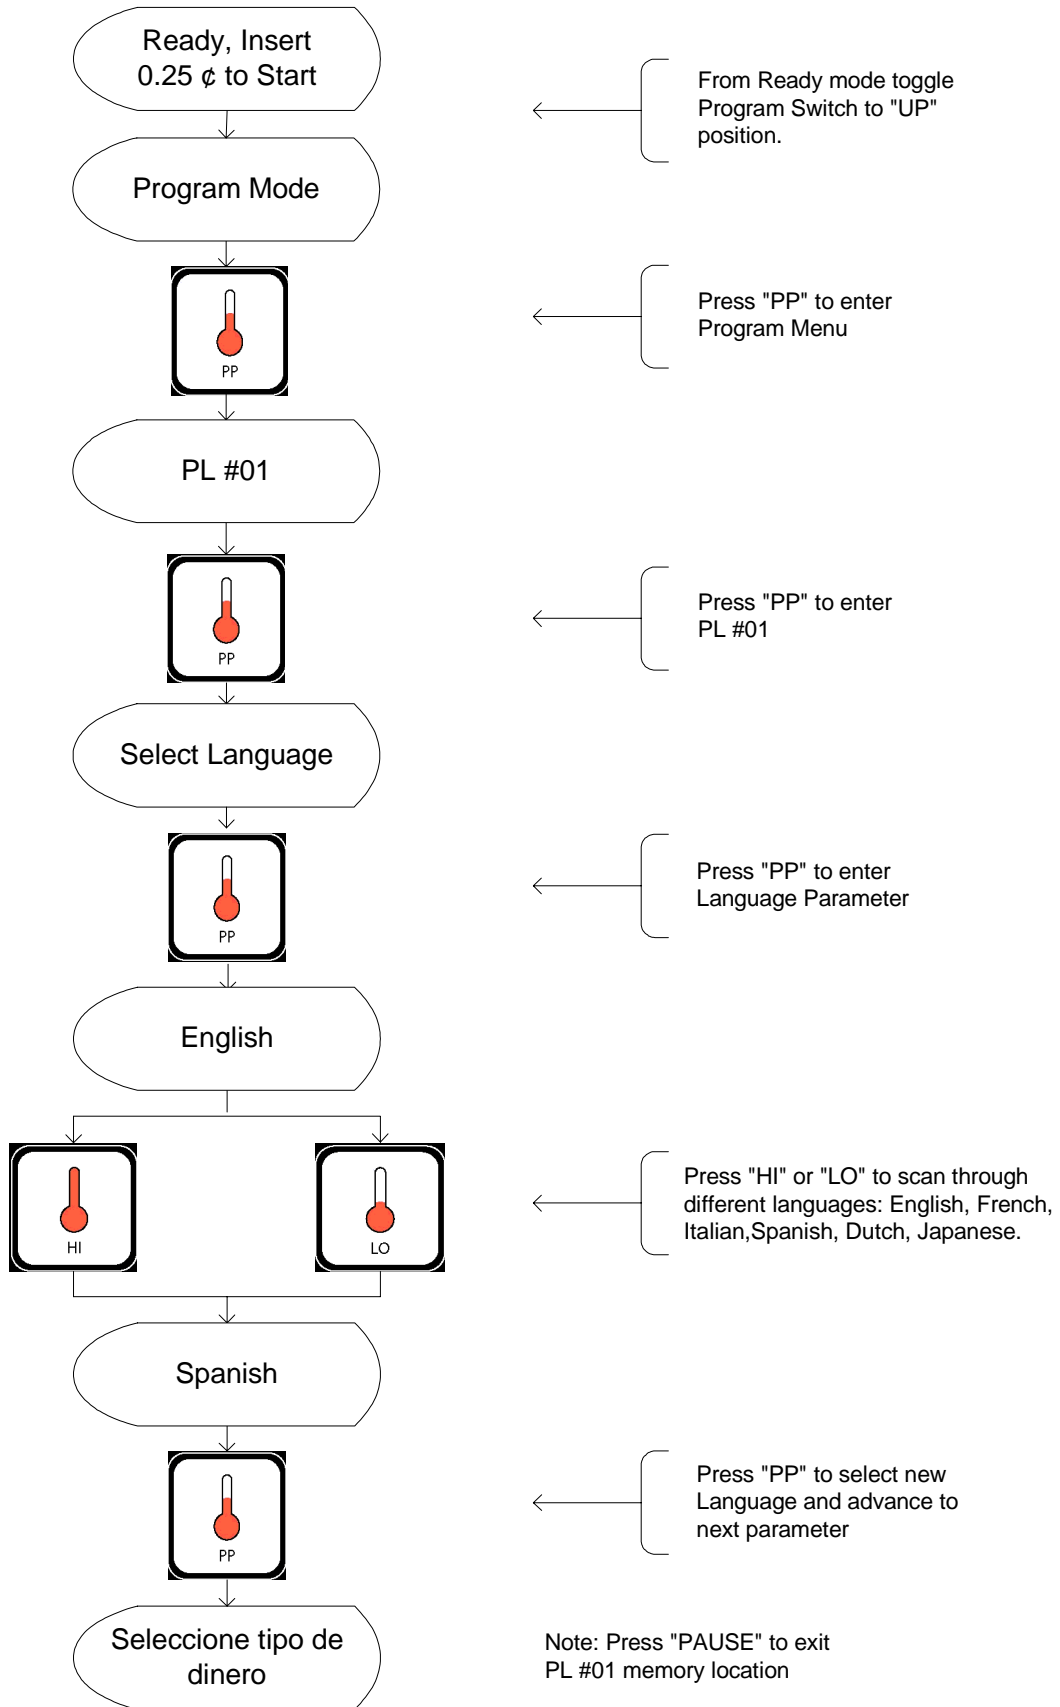 Ready, Insert
0.25 ¢ to Start
From Ready mode toggle
Program Switch to "UP"
position.
Program Mode
PP
Press "PP" to enter
Program Menu
PL #01
PP
Press "PP" to enter
PL #01
Select Language
PP
Press "PP" to enter
Language Parameter
English
HI
LO
Press "HI" or "LO" to scan through
different languages: English, French,
Italian,Spanish, Dutch, Japanese.
Spanish
PP
Press "PP" to select new
Language and advance to
next parameter
Seleccione tipo de
dinero
Note: Press "PAUSE" to exit
PL #01 memory location